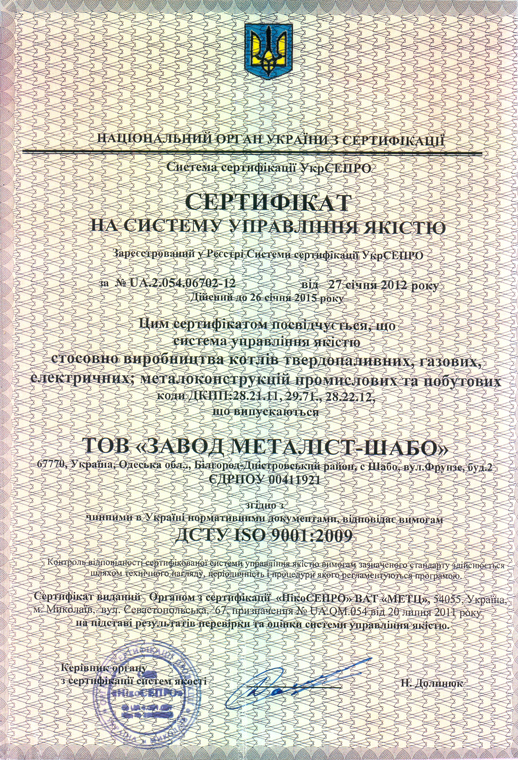 НАЦІОНАЛЬНИЙ ОРГАН УКРАЇНИ З СЕРТИФІКАЦІЇ
Система сертифікації УкрСЕПРО
СЕРТИФІКАТ
НА СИСТЕМУ УПРАВЛІННЯ ЯКІСТЮ
Зареєстрований у Реєстрі Системи сертифікації УкрСЕПРО
за № UA.2.054.06702-12 від 27 січня 2012 року
Дійсний до 26 січня 2015 року
Цим сертифікатом посвідчується, що
система управління якістю
стосовно виробництва котлів твердопаливних, газових,
електричних; металоконструкцій промислових та побутових
коди ДКПП:28.21.11, 29.71., 28.22.12,
що випускаються
ТОВ «ЗАВОД МЕТАЛІСТ-ШАБО»
67770, Україна, Одеська обл.., Білгород-Дністровський район, с Шабо, вул.Фрунзе, буд.2
ЄДРПОУ 00411921
згідно з
чинними в Україні нормативними документами, відповідає вимогам
ДСТУ ISO 9001:2009
Контроль відповідності сертифікованої системи управління якістю вимогам зазначеного стандарту здійснюється
шляхом технічного нагляду, періодичність і процедури якого регламентуються програмою.
Сертифікат виданий Органом з сертифікації «НікоСЕПРО» ВАТ «МЕТЦ», 54055, Україна,
м. Миколаїв, вул. Севастопольська, 67, призначення № UA.QM.054 від 20 липня 2011 року
на підставі результатів перевірки та оцінки системи управління якістю.
Керівник органу
з сертифікації систем якості
Н. Долинюк
«НікоСЕПРО»